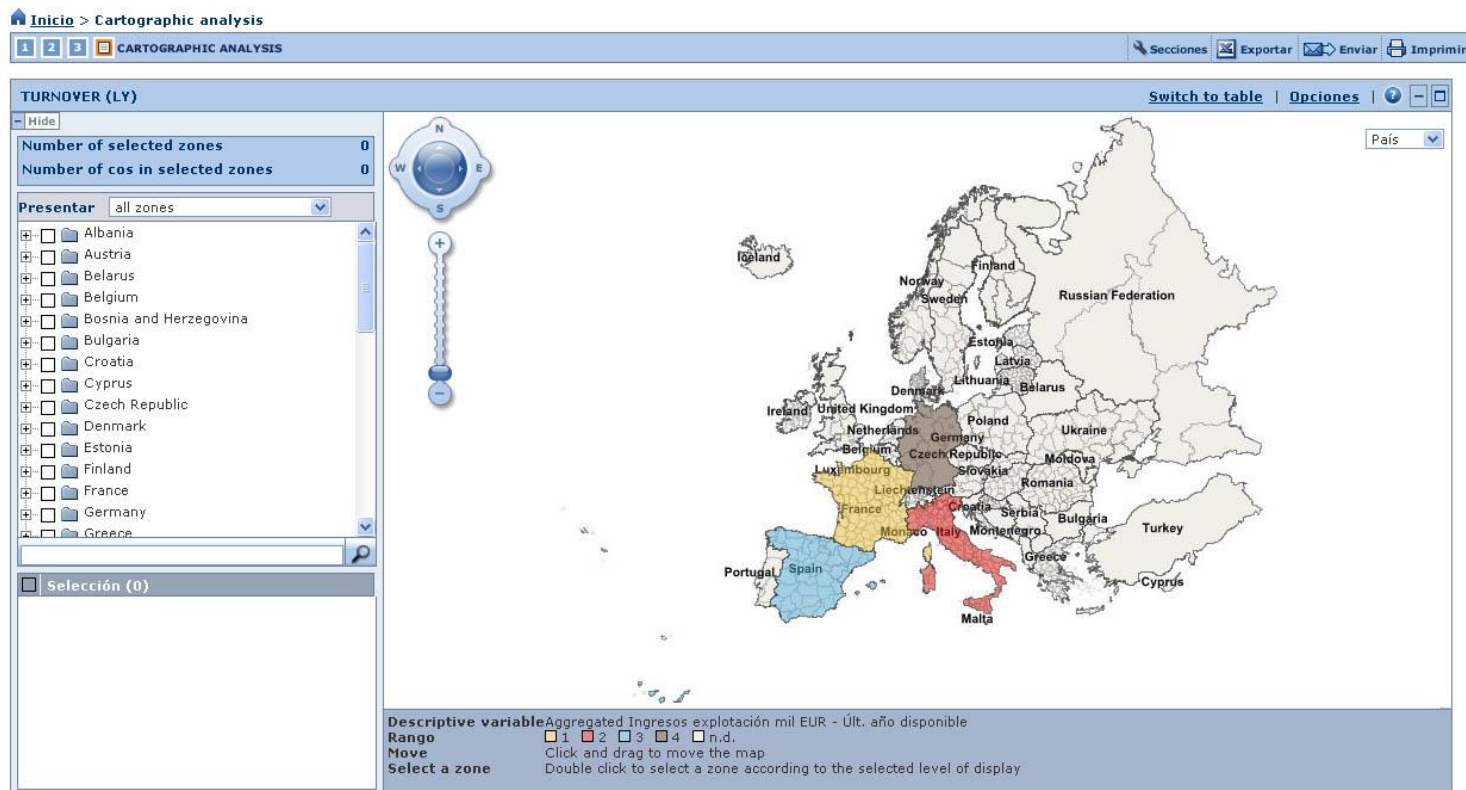 Inicio > Cartographic analysis
1 2 3 CARTOGRAPHIC ANALYSIS Secciones Exportar Enviar Imprimir
TURNOVER (LY) Switch to table | Opciones | ?
Hide
Number of selected zones 0
Number of cos in selected zones 0
Presentar all zones
Albania
Austria
Belarus
Belgium
Bosnia and Herzegovina
Bulgaria
Croatia
Cyprus
Czech Republic
Denmark
Estonia
Finland
France
Germany
Greece
Selección (0)
N
W E
S
País
Iceland
Finland
Norway
Sweden
Russian Federation
Estonia
Latvia
Lithuania
Denmark
Belarus
Ireland United Kingdom
Netherlands
Poland
Germany
Ukraine
Belgium
Czech Republic
Moldova
Luxembourg
Slovakia
Liechtenstein
Romania
France
Croatia
Serbia
Bulgaria
Turkey
Monaco Italy Montenegro
Greece
Portugal Spain
Cyprus
Malta
Descriptive variable Aggregated Ingresos explotación mil EUR - Últ. año disponible
Rango 1 2 3 4 n.d.
Move Click and drag to move the map
Select a zone Double click to select a zone according to the selected level of display